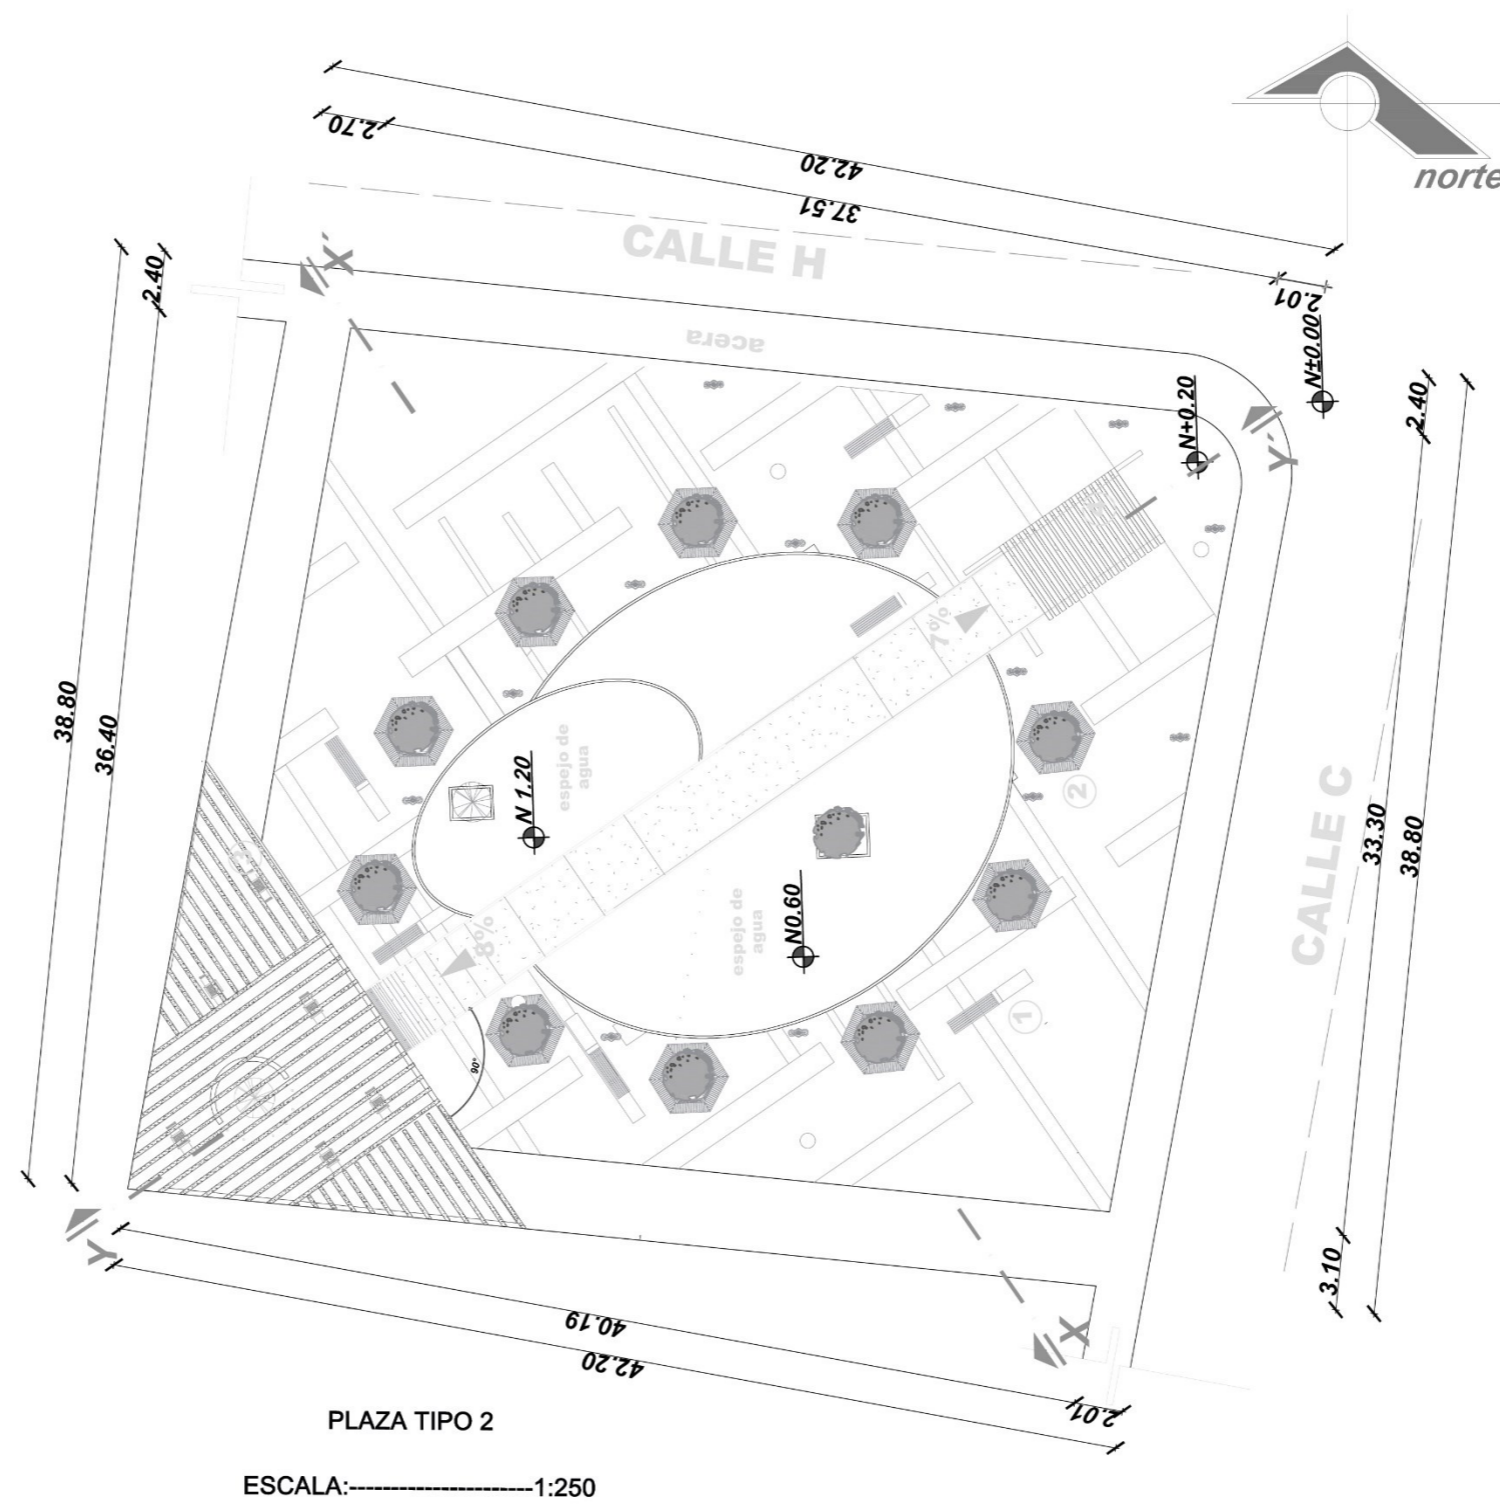 norte
42.20
2.70
37.51
2.01
CALLE H
acera
X´
2.40
38.80
36.40
N±0.00
N+0.20
Y´
2.40
33.30
38.80
3.10
CALLE C
7%
N 1.20
espejo de
agua
N0.60
espejo de
agua
8%
90°
1
2
3
4
Y
X
40.19
42.20
2.01
PLAZA TIPO 2
ESCALA:-----------------------1:250